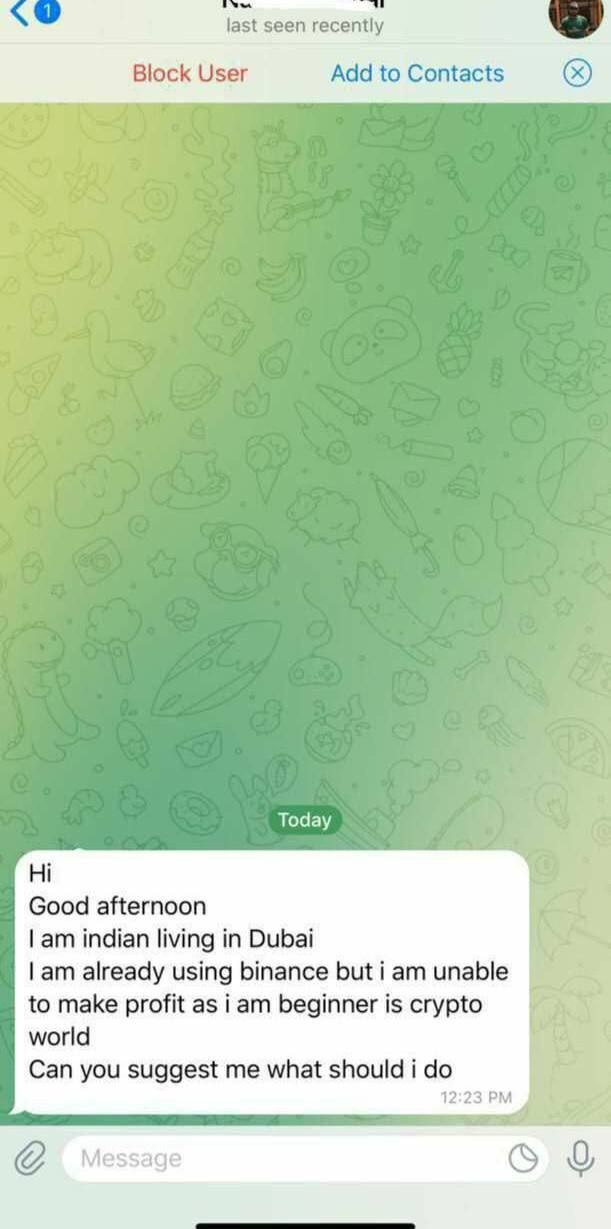 1
last seen recently
Block User
Add to Contacts
Today
Hi
Good afternoon
I am indian living in Dubai
I am already using binance but i am unable
to make profit as i am beginner is crypto
world
Can you suggest me what should i do
12:23 PM
Message